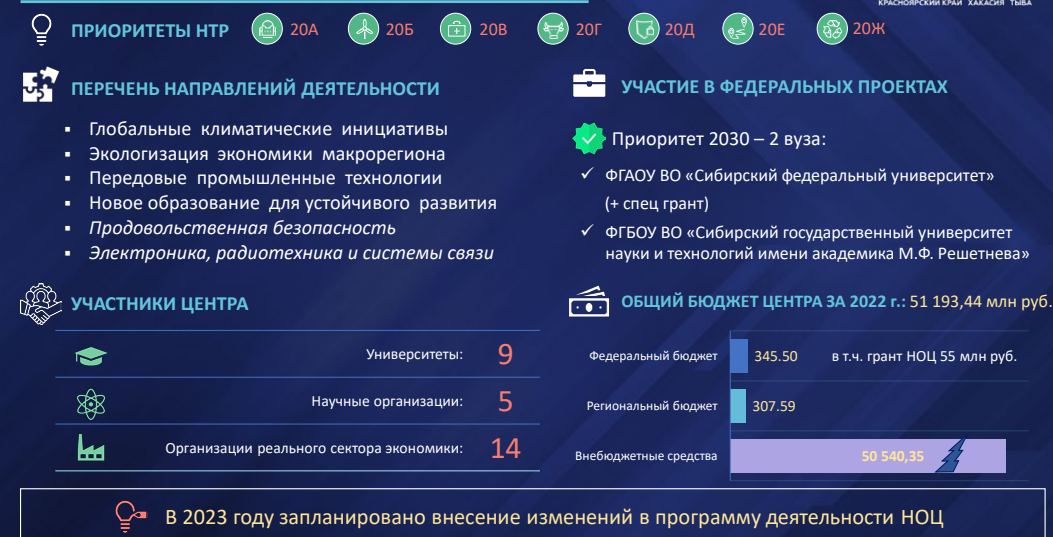 КРАСНОЯРСКИЙ КРАЙ ХАКАСИЯ ТЫВА
ПРИОРИТЕТЫ НТР 20А 20Б 20В 20Г 20Д 20Е 20Ж
ПЕРЕЧЕНЬ НАПРАВЛЕНИЙ ДЕЯТЕЛЬНОСТИ
▪ Глобальные климатические инициативы
▪ Экологизация экономики макрорегиона
▪ Передовые промышленные технологии
▪ Новое образование для устойчивого развития
▪ Продовольственная безопасность
▪ Электроника, радиотехника и системы связи
УЧАСТИЕ В ФЕДЕРАЛЬНЫХ ПРОЕКТАХ
Приоритет 2030 – 2 вуза:
✓ ФГАОУ ВО «Сибирский федеральный университет»
(+ спец грант)
✓ ФГБОУ ВО «Сибирский государственный университет
науки и технологий имени академика М.Ф. Решетнева»
УЧАСТНИКИ ЦЕНТРА
Университеты: 9
Научные организации: 5
Организации реального сектора экономики: 14
ОБЩИЙ БЮДЖЕТ ЦЕНТРА ЗА 2022 г.: 51 193,44 млн руб.
Федеральный бюджет 345.50 в т.ч. грант НОЦ 55 млн руб.
Региональный бюджет 307.59
Внебюджетные средства 50 540,35
В 2023 году запланировано внесение изменений в программу деятельности НОЦ